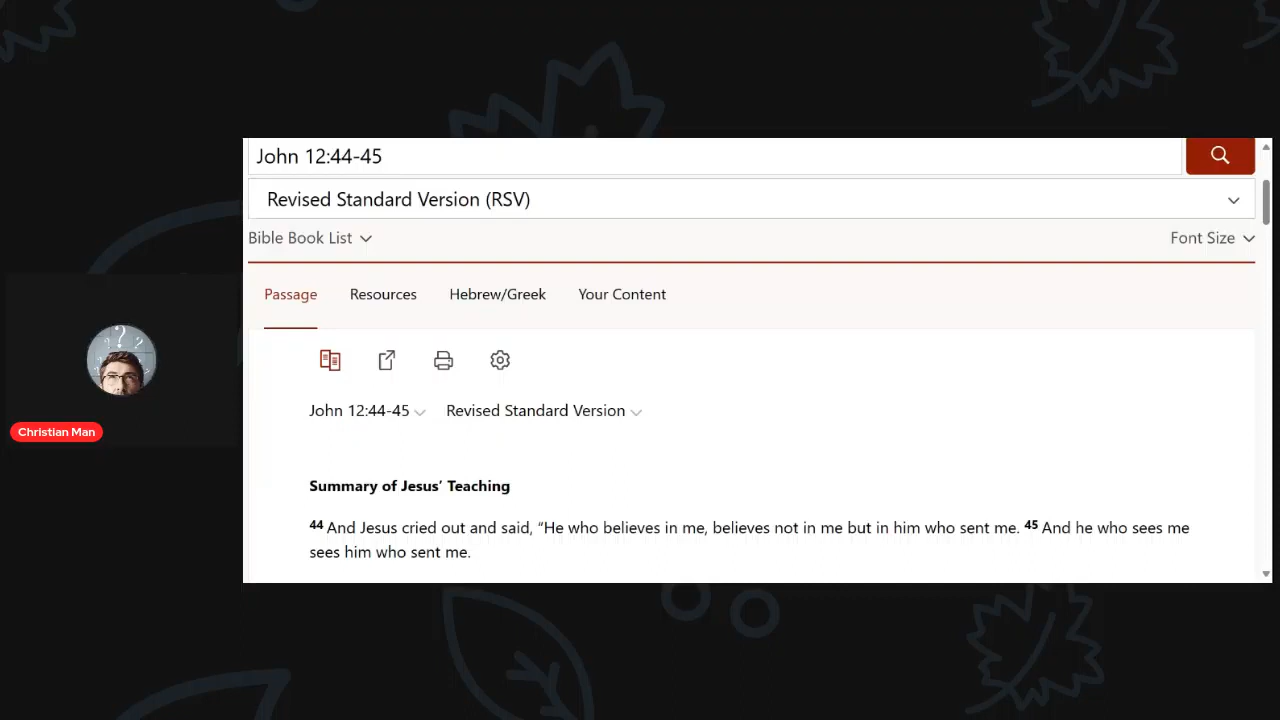 John 12:44-45
Revised Standard Version (RSV)
Bible Book List
Font Size
Passage
Resources
Hebrew/Greek
Your Content
John 12:44-45
Revised Standard Version
Christian Man
Summary of Jesus’ Teaching
44 And Jesus cried out and said, “He who believes in me, believes not in me but in him who sent me. 45 And he who sees me
sees him who sent me.